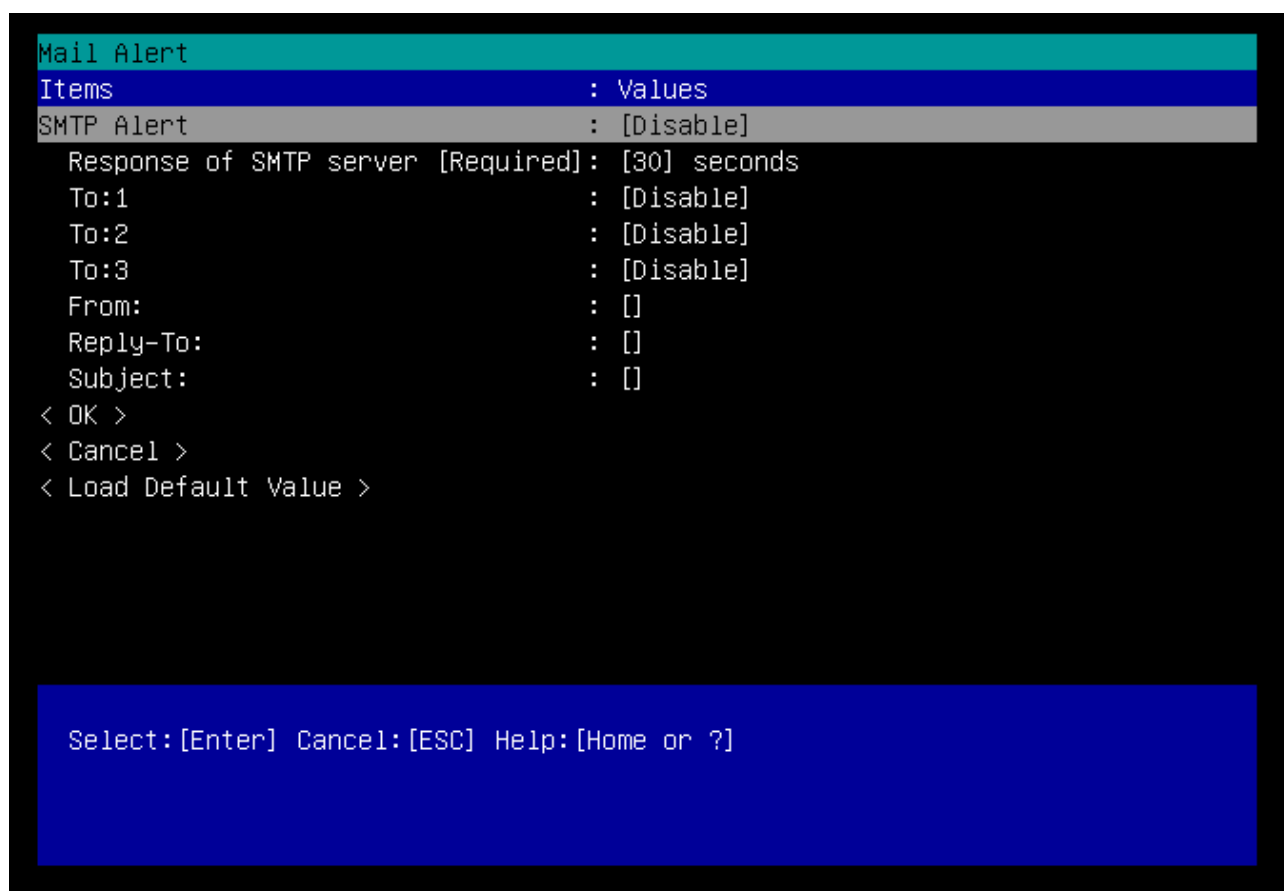 Mail Alert
Items : Values
SMTP Alert : [Disable]
Response of SMTP server [Required]: [30] seconds
To:1 : [Disable]
To:2 : [Disable]
To:3 : [Disable]
From: : []
Reply-To: : []
Subject: : []
< OK >
< Cancel >
< Load Default Value >
Select:[Enter] Cancel:[ESC] Help:[Home or ?]